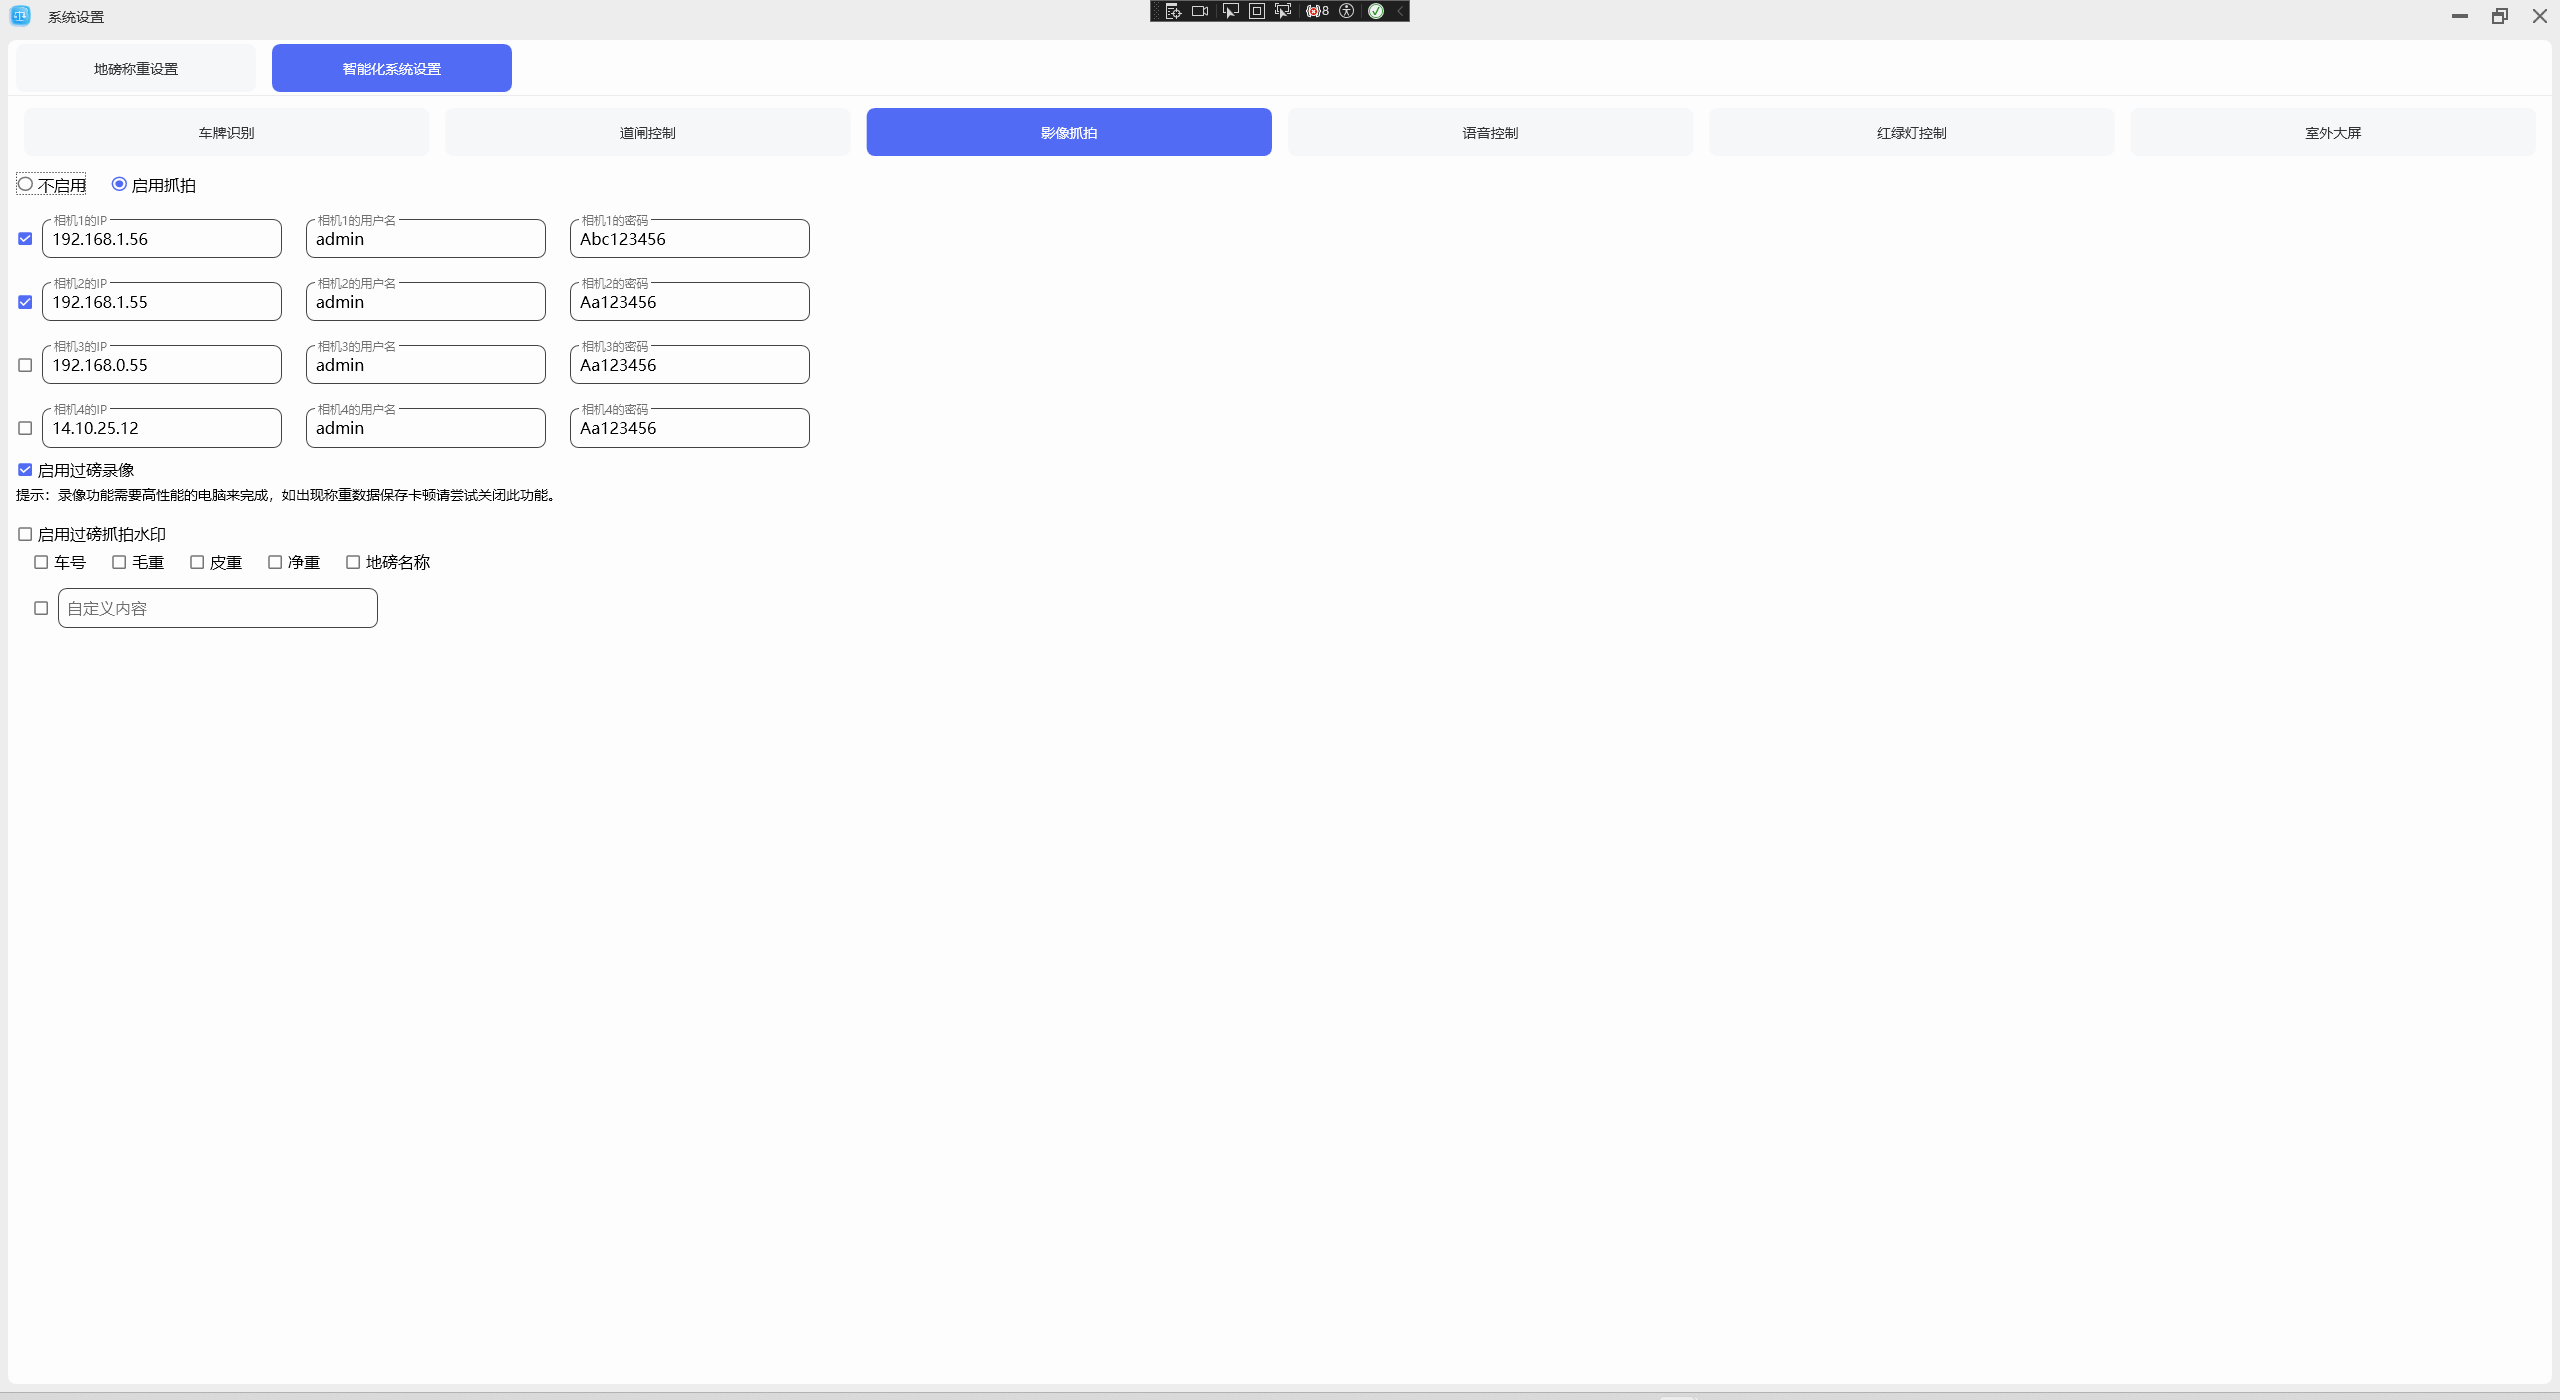 系统设置
8
地磅称重设置 智能化系统设置
车牌识别 道闸控制 影像抓拍 语音控制 红绿灯控制 室外大屏
不启用 启用抓拍
相机1的IP 相机1的用户名 相机1的密码
192.168.1.56 admin Abc123456
相机2的IP 相机2的用户名 相机2的密码
192.168.1.55 admin Aa123456
相机3的IP 相机3的用户名 相机3的密码
192.168.0.55 admin Aa123456
相机4的IP 相机4的用户名 相机4的密码
14.10.25.12 admin Aa123456
启用过磅录像
提示：录像功能需要高性能的电脑来完成，如出现称重数据保存卡顿请尝试关闭此功能。
启用过磅抓拍水印
车号 毛重 皮重 净重 地磅名称
自定义内容